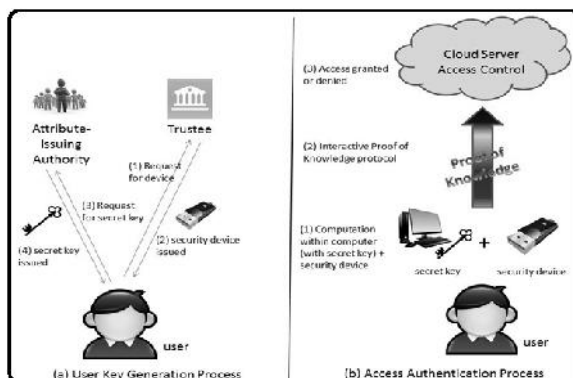 Attribute-
Issuing
Authority
Trustee
(1) Request
for device
(3) Request
for secret key
(4) secret key
issued
(2) security device
issued
user
(a) User Key Generation Process
Cloud Server
Access Control
(3) Access granted
or denied
(2) Interactive Proof of
Knowledge protocol
Proof of
Knowledge
(1) Computation
within computer
(with secret key) +
security device
+
secret key
security device
user
(b) Access Authentication Process